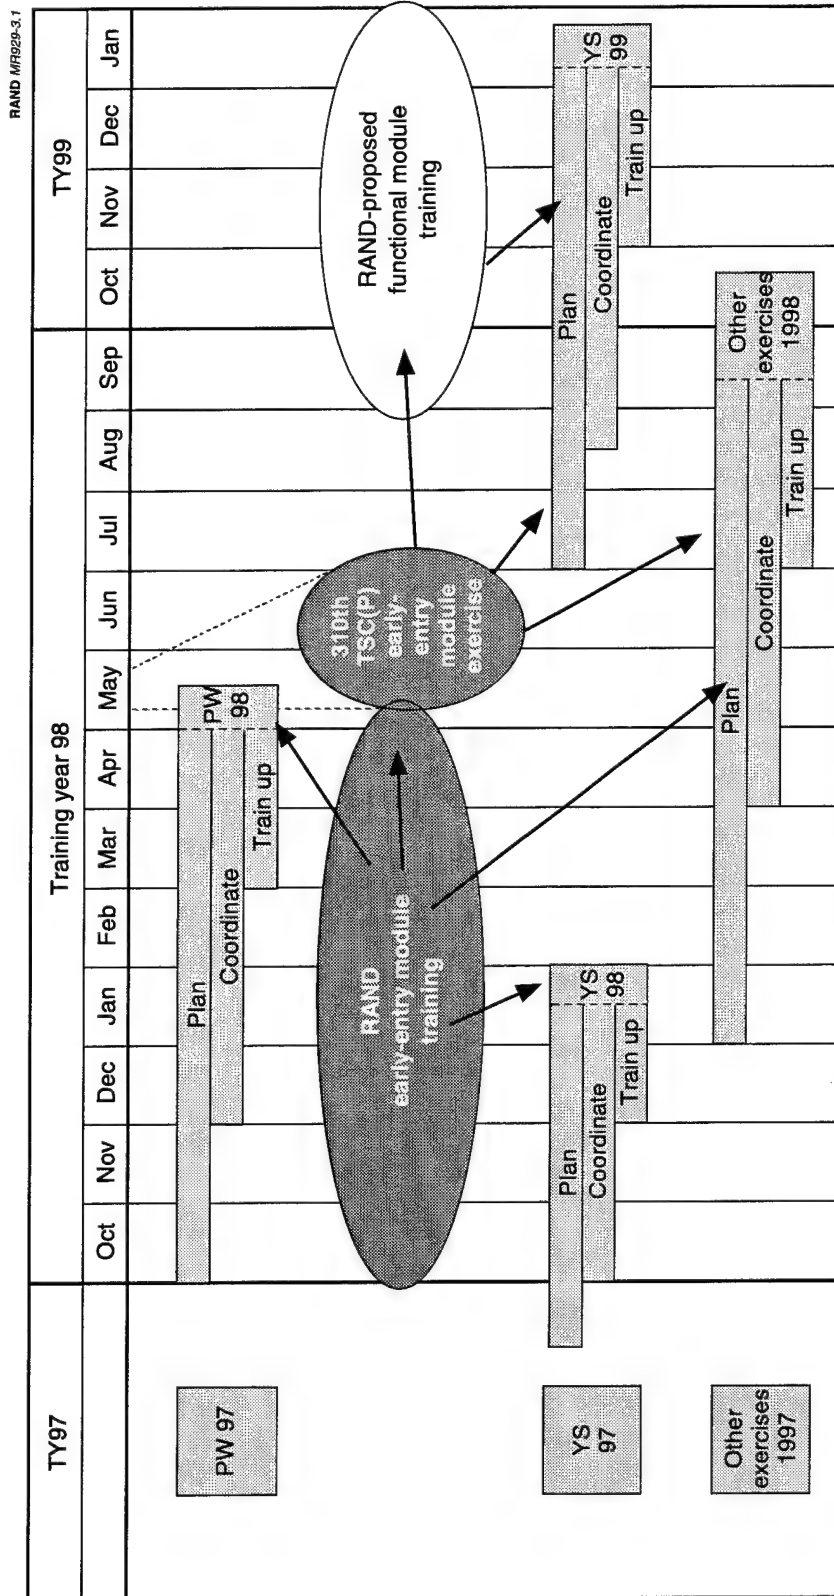 RAND MR929-3.1
TY97
Training year 98
TY99
Oct
Nov
Dec
Jan
Feb
Mar
Apr
May
Jun
Jul
Aug
Sep
Oct
Nov
Dec
Jan
PW 97
Plan
Coordinate
Train up
PW
98
RAND
early-entry module
training
310th
TSC(P)
early-
entry
module
exercise
RAND-proposed
functional module
training
YS
97
Plan
Coordinate
Train up
YS
98
Plan
Coordinate
Train up
YS
99
Other
exercises
1997
Plan
Coordinate
Train up
Other
exercises
1998